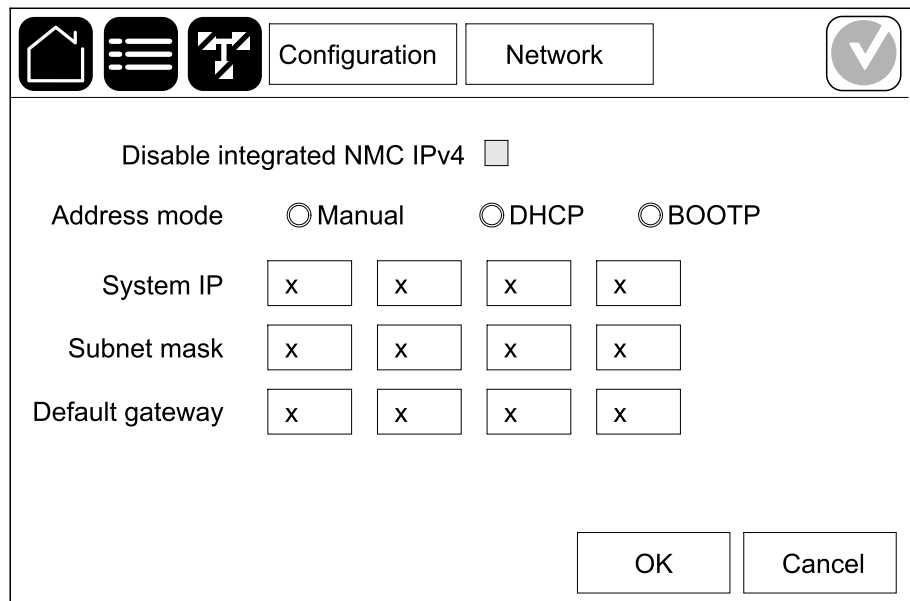 Configuration Network
Disable integrated NMC IPv4
Address mode Manual DHCP BOOTP
System IP x x x x
Subnet mask x x x x
Default gateway x x x x
OK Cancel